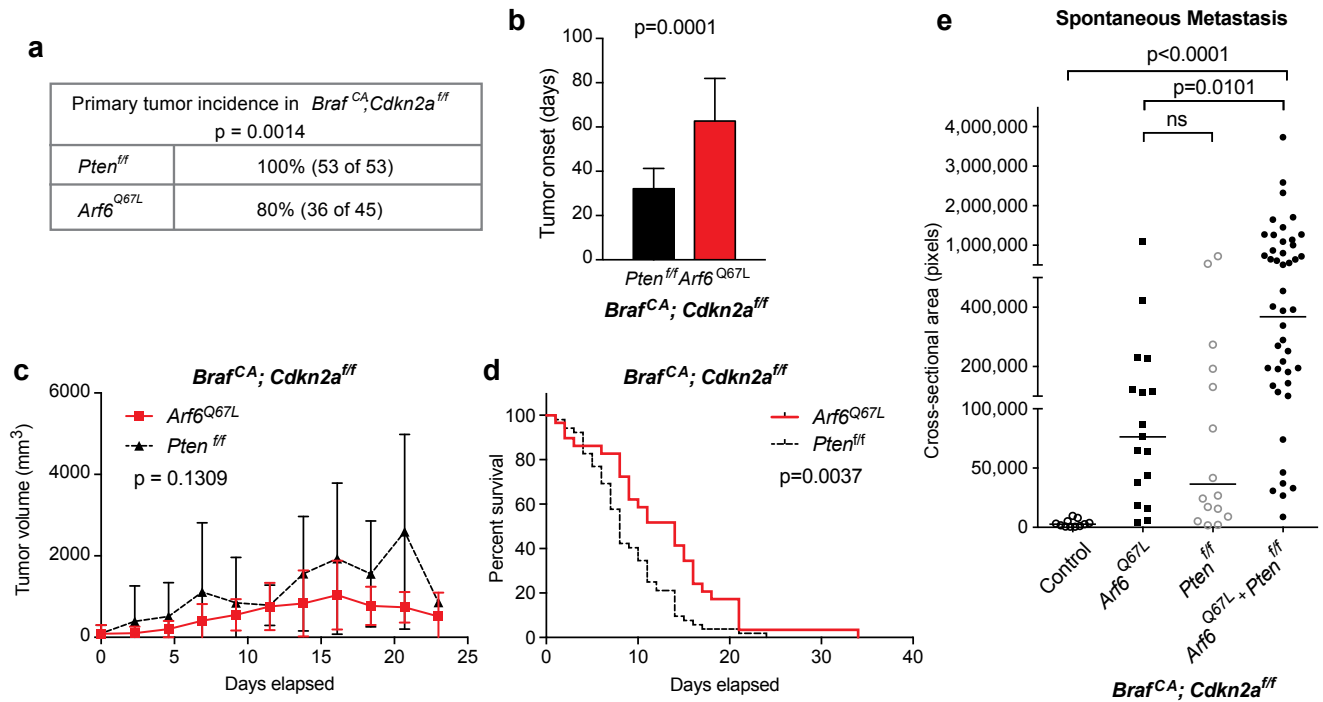 a
Primary tumor incidence in Braf^CA;Cdkn2a^f/f
p = 0.0014
Pten^f/f 100% (53 of 53)
Arf6^Q67L 80% (36 of 45)
b
p=0.0001
100
80
60
40
20
0
Tumor onset (days)
Pten^f/f Arf6^Q67L
Braf^CA; Cdkn2a^f/f
c
Braf^CA; Cdkn2a^f/f
Arf6^Q67L
Pten f/f
p = 0.1309
6000
4000
2000
0
Tumor volume (mm³)
0 5 10 15 20 25
Days elapsed
d
Braf^CA; Cdkn2a^f/f
Arf6^Q67L
Pten^f/f
p=0.0037
100
80
60
40
20
0
Percent survival
0 10 20 30 40
Days elapsed
e
Spontaneous Metastasis
p<0.0001
p=0.0101
ns
4,000,000
3,000,000
2,000,000
1,000,000
400,000
200,000
100,000
50,000
0
Cross-sectional area (pixels)
Control
Arf6^Q67L
Pten^f/f
Arf6^Q67L + Pten^f/f
Braf^CA; Cdkn2a^f/f